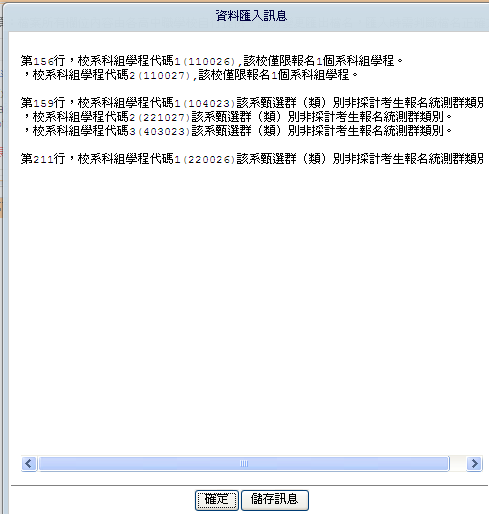 資料匯入訊息
第156行，校系科組學程代碼1(110026),該校僅限報名1個系科組學程。
，校系科組學程代碼2(110027),該校僅限報名1個系科組學程。
第159行，校系科組學程代碼1(104023)該系甄選群（類）別非採計考生報名統測群類別
，校系科組學程代碼2(221027)該系甄選群（類）別非採計考生報名統測群類別。
，校系科組學程代碼3(403023)該系甄選群（類）別非採計考生報名統測群類別。
第211行，校系科組學程代碼1(220026)該系甄選群（類）別非採計考生報名統測群類別
確定 儲存訊息